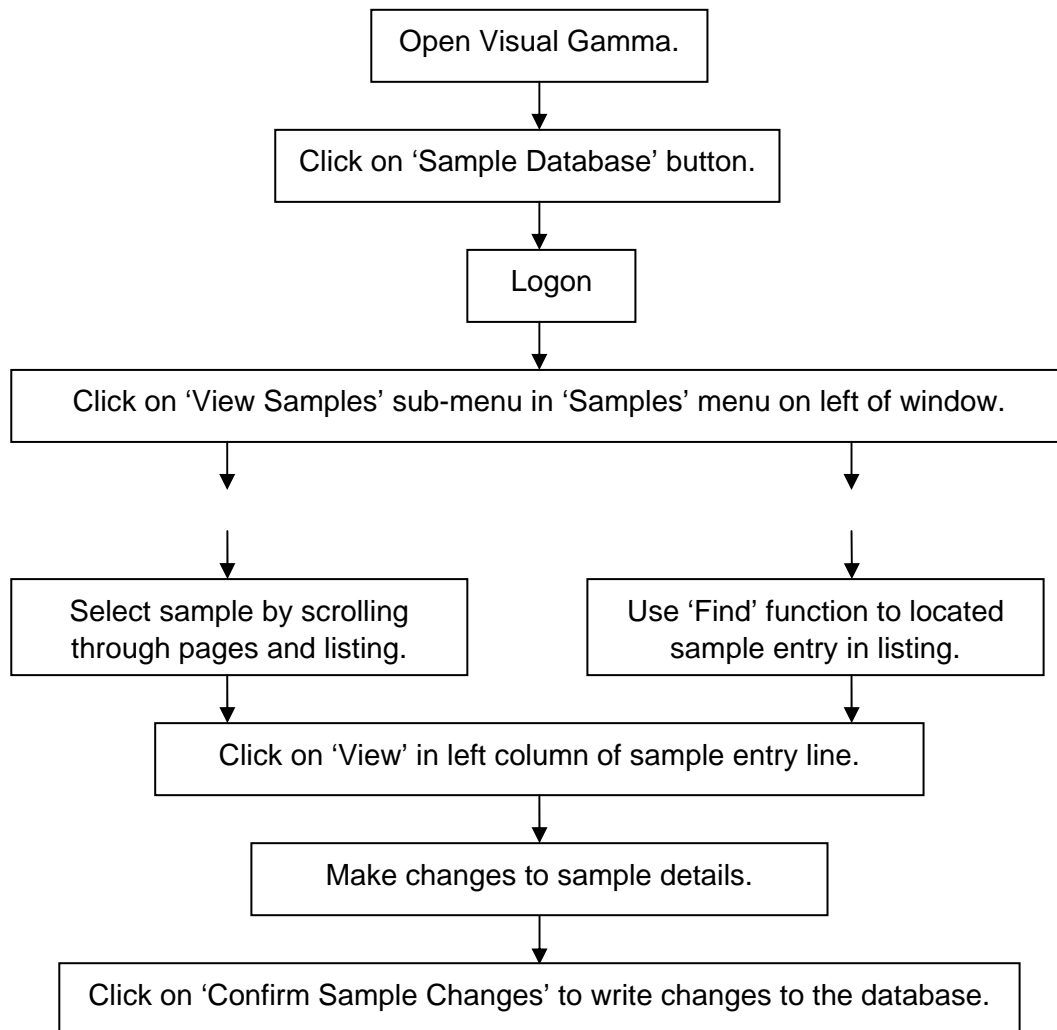 Open Visual Gamma.
Click on ‘Sample Database’ button.
Logon
Click on ‘View Samples’ sub-menu in ‘Samples’ menu on left of window.
Select sample by scrolling
through pages and listing.
Use ‘Find’ function to located
sample entry in listing.
Click on ‘View’ in left column of sample entry line.
Make changes to sample details.
Click on ‘Confirm Sample Changes’ to write changes to the database.